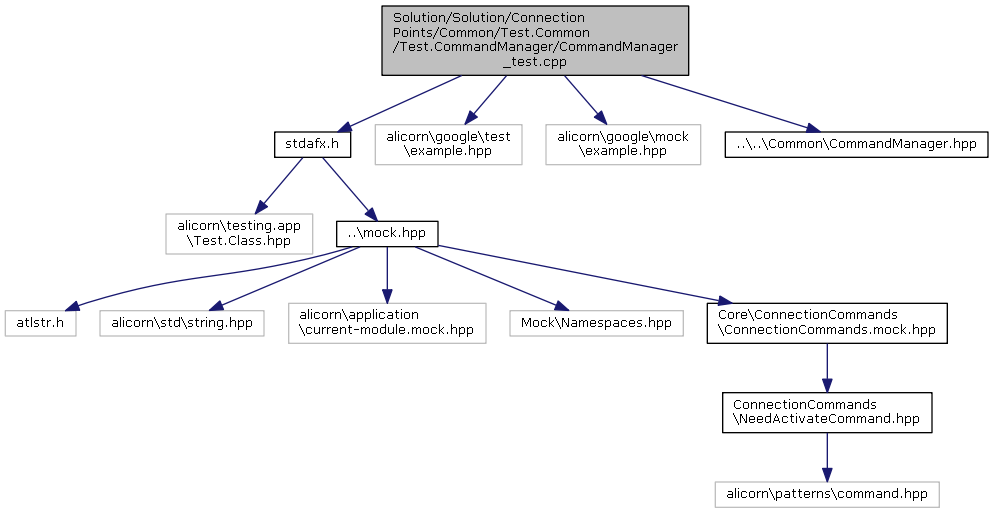 Solution/Solution/Connection
Points/Common/Test.Common
/Test.CommandManager/CommandManager
_test.cpp
stdafx.h
alicorn\google\test
\example.hpp
alicorn\google\mock
\example.hpp
..\..\Common\CommandManager.hpp
alicorn\testing.app
\Test.Class.hpp
..\mock.hpp
atlstr.h
alicorn\std\string.hpp
alicorn\application
\current-module.mock.hpp
Mock\Namespaces.hpp
Core\ConnectionCommands
\ConnectionCommands.mock.hpp
ConnectionCommands
\NeedActivateCommand.hpp
alicorn\patterns\command.hpp